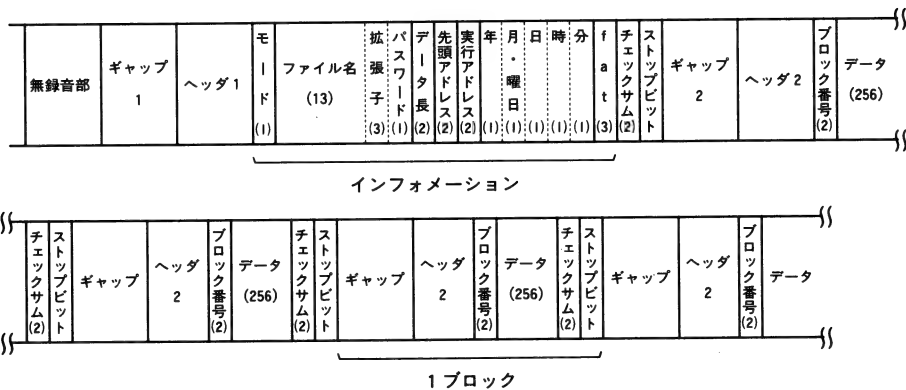 無録音部
ギャップ
1
ヘッダ1
モード
(1)
ファイル名
(13)
拡張子
(3)
パスワード
(1)
データ長
(2)
先頭アドレス
(2)
実行アドレス
(2)
年
(1)
月・曜日
(1)
日
(1)
時
(1)
分
(1)
fat
(3)
チェックサム
(2)
ストップビット
ギャップ
2
ヘッダ2
ブロック番号
(2)
データ
(256)
インフォメーション
チェックサム
(2)
ストップビット
ギャップ
ヘッダ
2
ブロック番号
(2)
データ
(256)
チェックサム
(2)
ストップビット
ギャップ
ヘッダ
2
ブロック番号
(2)
データ
(256)
チェックサム
(2)
ストップビット
ギャップ
ヘッダ
2
ブロック番号
(2)
データ
1ブロック